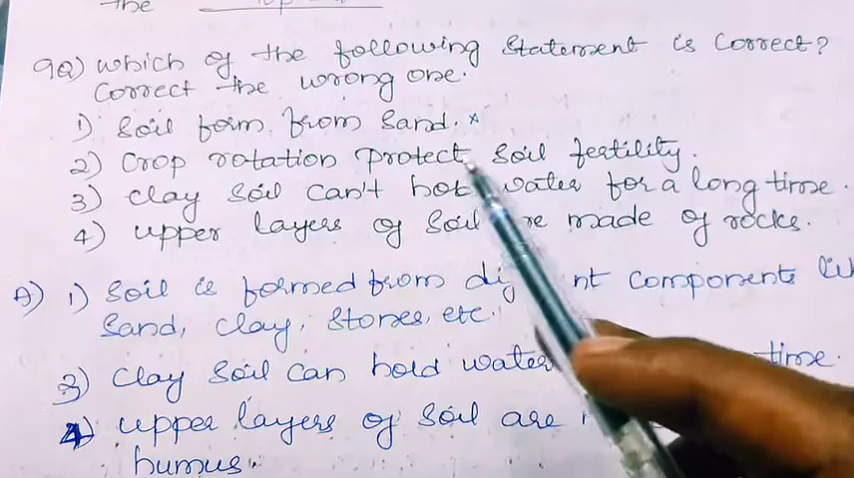 the
9Q) which of the following statement is correct?
Correct the wrong one.
1) Soil form from Sand. x
2) Crop rotation protect soil fertility.
3) Clay soil can't water for a long time.
4) upper layers of soil made of rocks.
A) 1) Soil is formed from components
Sand, clay, stones, etc.
3) Clay soil can hold water time.
4) upper layers of soil are
humus.